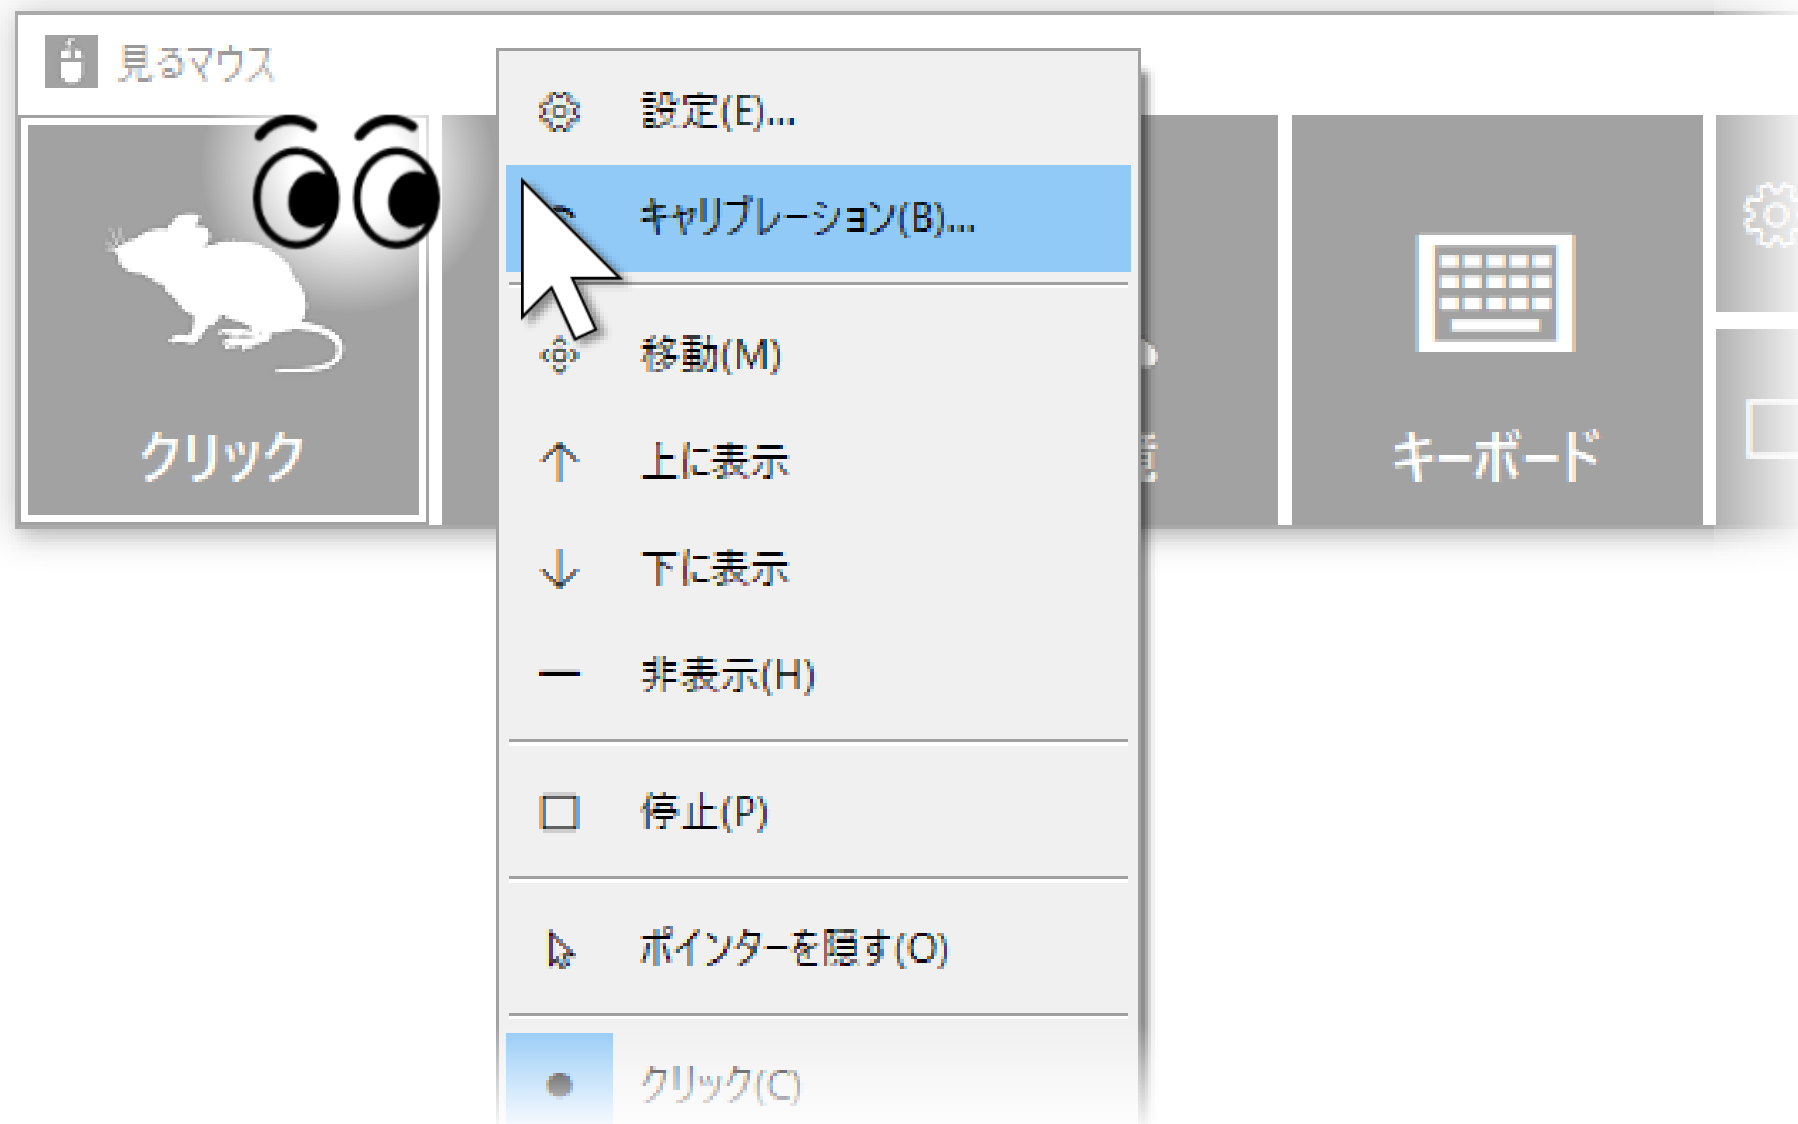 見るマウス
設定(E)...
キャリブレーション(B)...
移動(M)
上に表示
下に表示
非表示(H)
停止(P)
ポインターを隠す(O)
クリック(C)
クリック
キーボード